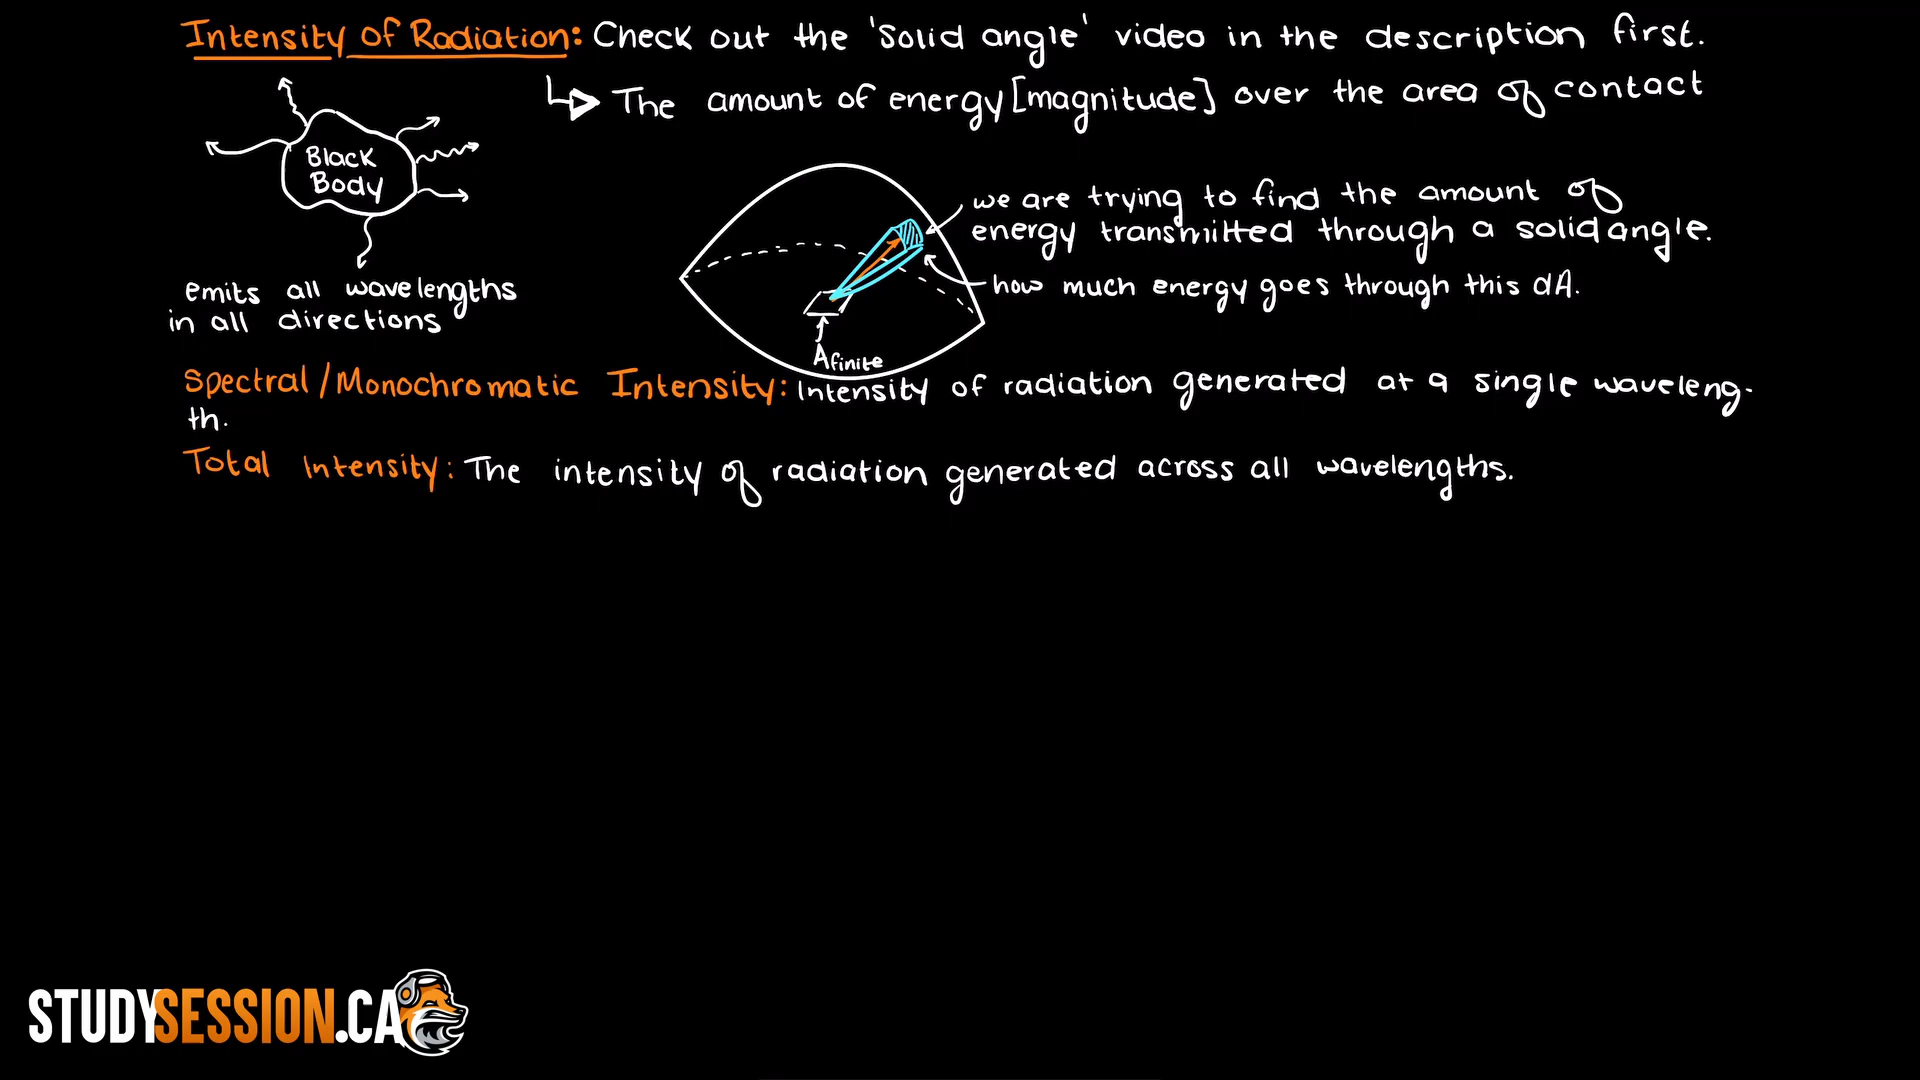 Intensity of Radiation: Check out the 'solid angle' video in the description first.
The amount of energy [magnitude] over the area of contact
Black
Body
we are trying to find the amount of
energy transmitted through a solid angle.
how much energy goes through this dA.
emits all wavelengths
in all directions
Afinite
Spectral/Monochromatic Intensity: Intensity of radiation generated at a single waveleng-
th.
Total Intensity: The intensity of radiation generated across all wavelengths.
STUDYSESSION.CA